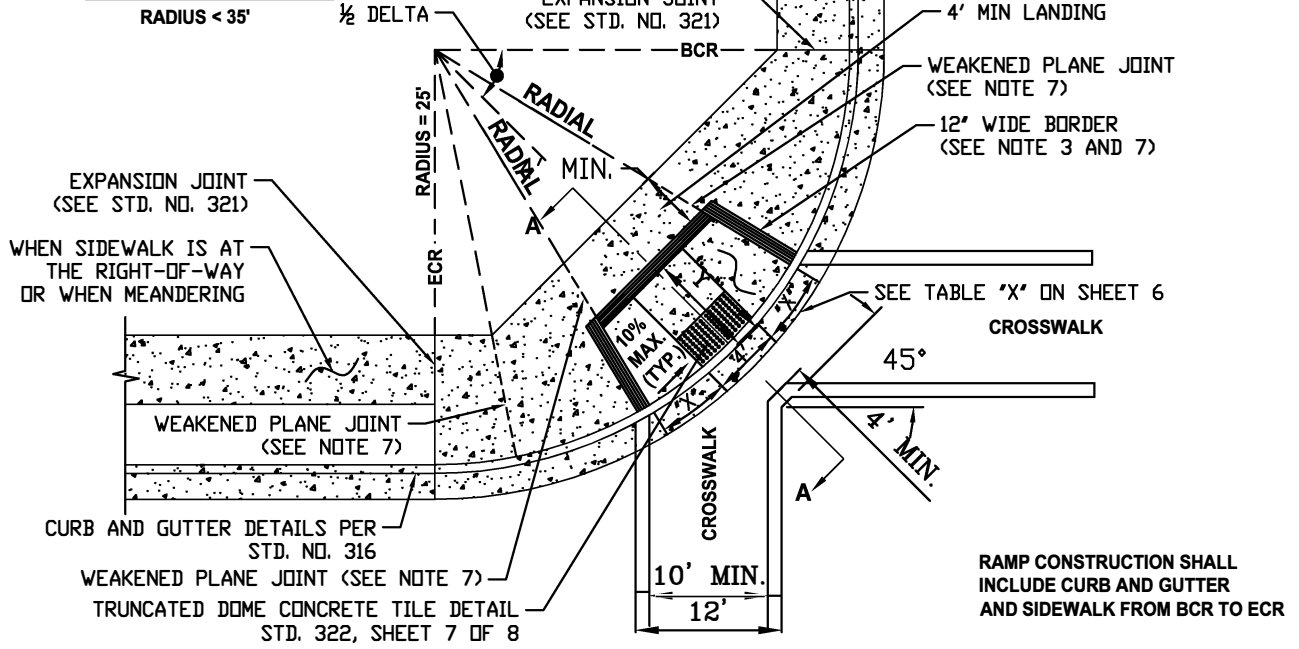 RADIUS < 35'
½ DELTA
EXPANSION JOINT
(SEE STD. NO. 321)
4' MIN LANDING
BCR
WEAKENED PLANE JOINT
(SEE NOTE 7)
12" WIDE BORDER
(SEE NOTE 3 AND 7)
RADIAL
RADIAL
RADIUS = 25'
MIN.
EXPANSION JOINT
(SEE STD. NO. 321)
A
WHEN SIDEWALK IS AT
THE RIGHT-OF-WAY
OR WHEN MEANDERING
ECR
Y
"X"
SEE TABLE "X" ON SHEET 6
CROSSWALK
10%
MAX.
(TYP.)
4'
"X"
45°
4' MIN.
WEAKENED PLANE JOINT
(SEE NOTE 7)
CROSSWALK
A
CURB AND GUTTER DETAILS PER
STD. NO. 316
WEAKENED PLANE JOINT (SEE NOTE 7)
TRUNCATED DOME CONCRETE TILE DETAIL
STD. 322, SHEET 7 OF 8
10' MIN.
12'
RAMP CONSTRUCTION SHALL
INCLUDE CURB AND GUTTER
AND SIDEWALK FROM BCR TO ECR